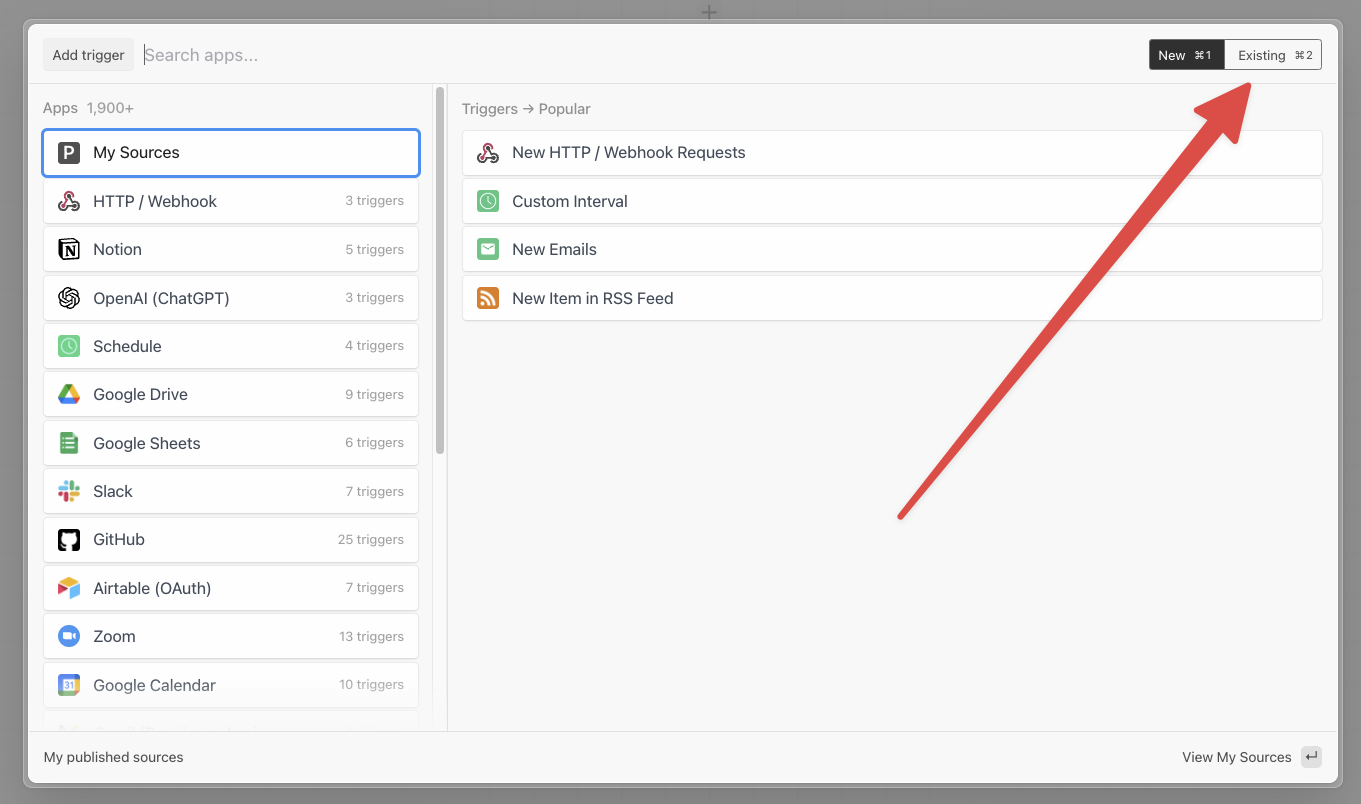 Add trigger
Search apps...
New ⌘1
Existing ⌘2
Apps 1,900+
My Sources
HTTP / Webhook 3 triggers
Notion 5 triggers
OpenAI (ChatGPT) 3 triggers
Schedule 4 triggers
Google Drive 9 triggers
Google Sheets 6 triggers
Slack 7 triggers
GitHub 25 triggers
Airtable (OAuth) 7 triggers
Zoom 13 triggers
Google Calendar 10 triggers
Triggers → Popular
New HTTP / Webhook Requests
Custom Interval
New Emails
New Item in RSS Feed
My published sources
View My Sources ↵